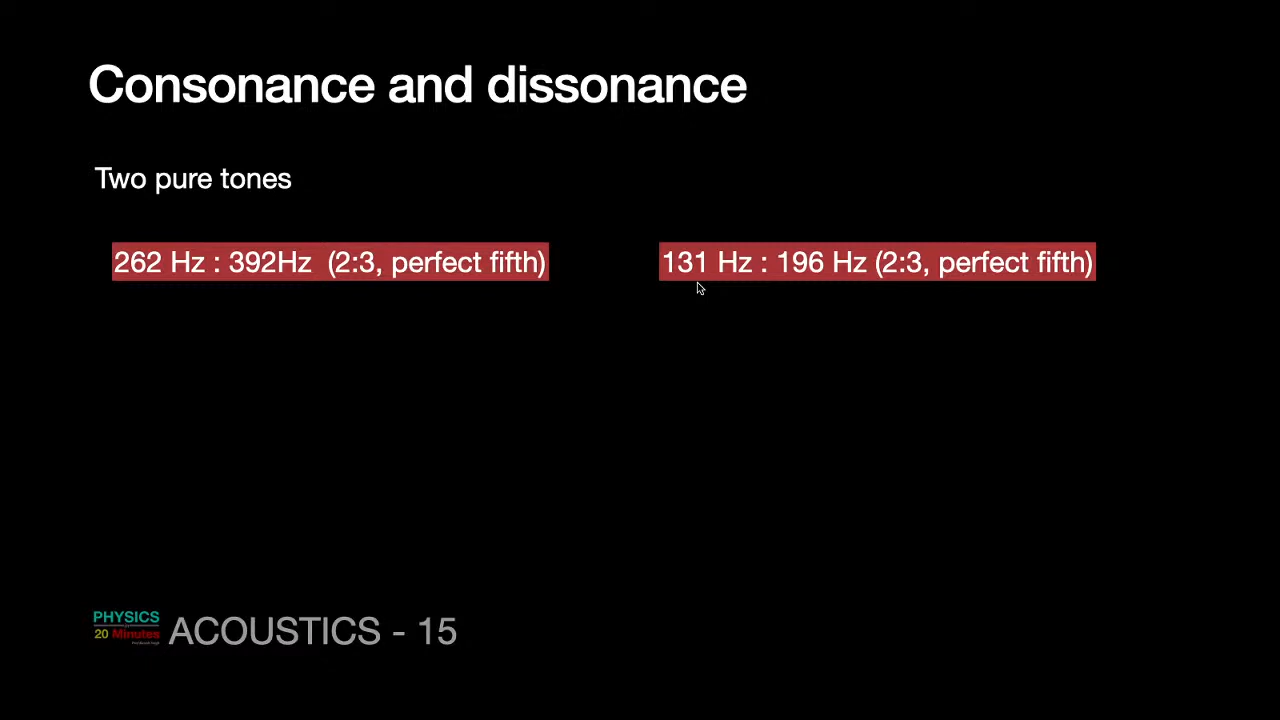 Consonance and dissonance
Two pure tones
262 Hz : 392Hz  (2:3, perfect fifth)
131 Hz : 196 Hz (2:3, perfect fifth)
PHYSICS
20 Minutes
ACOUSTICS - 15